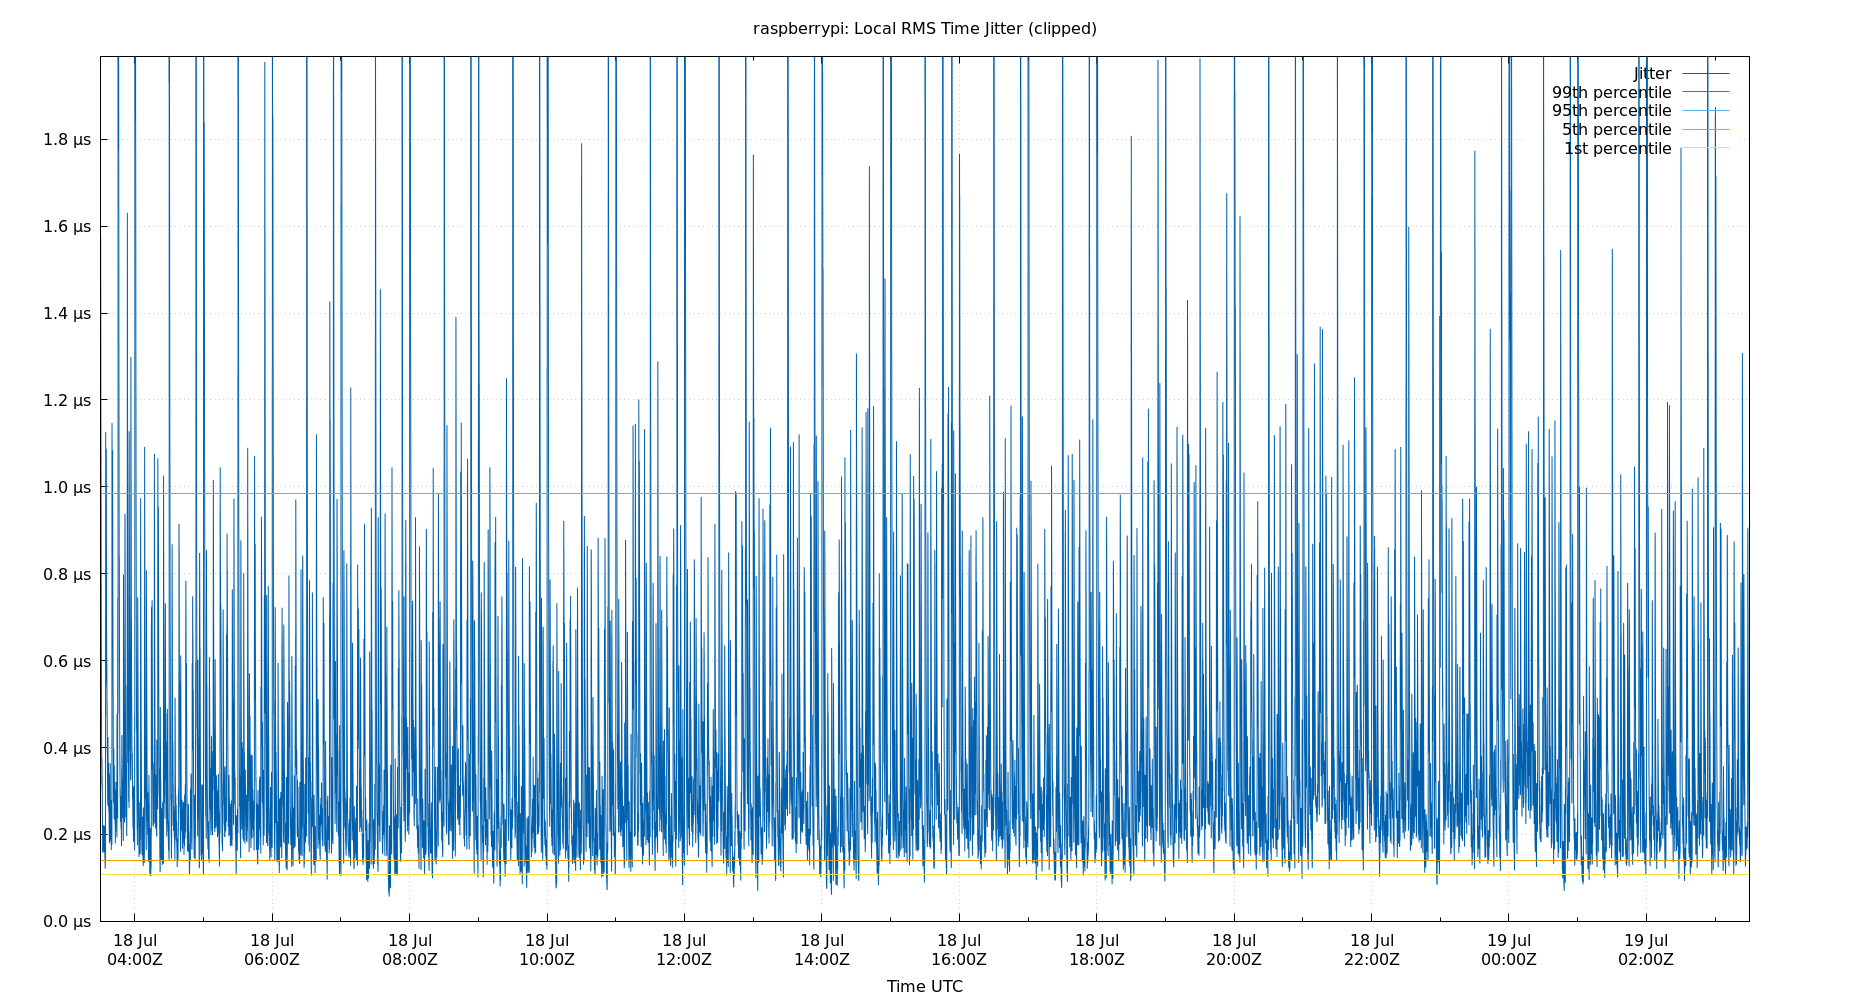 raspberrypi: Local RMS Time Jitter (clipped)
Jitter
99th percentile
95th percentile
5th percentile
1st percentile
1.8 µs
1.6 µs
1.4 µs
1.2 µs
1.0 µs
0.8 µs
0.6 µs
0.4 µs
0.2 µs
0.0 µs
18 Jul 18 Jul 18 Jul 18 Jul 18 Jul 18 Jul 18 Jul 18 Jul 18 Jul 18 Jul 19 Jul 19 Jul
04:00Z 06:00Z 08:00Z 10:00Z 12:00Z 14:00Z 16:00Z 18:00Z 20:00Z 22:00Z 00:00Z 02:00Z
Time UTC